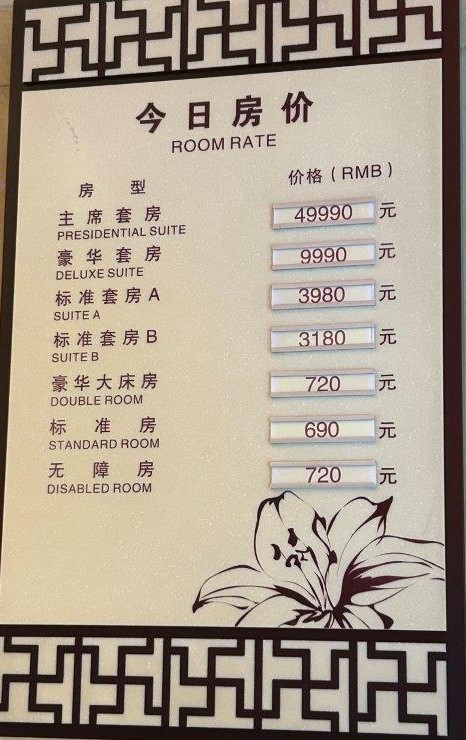 今日房价
ROOM RATE
房型 价格（RMB）
主席套房 49990 元
PRESIDENTIAL SUITE
豪华套房 9990 元
DELUXE SUITE
标准套房A 3980 元
SUITE A
标准套房B 3180 元
SUITE B
豪华大床房 720 元
DOUBLE ROOM
标准房 690 元
STANDARD ROOM
无障房 720 元
DISABLED ROOM